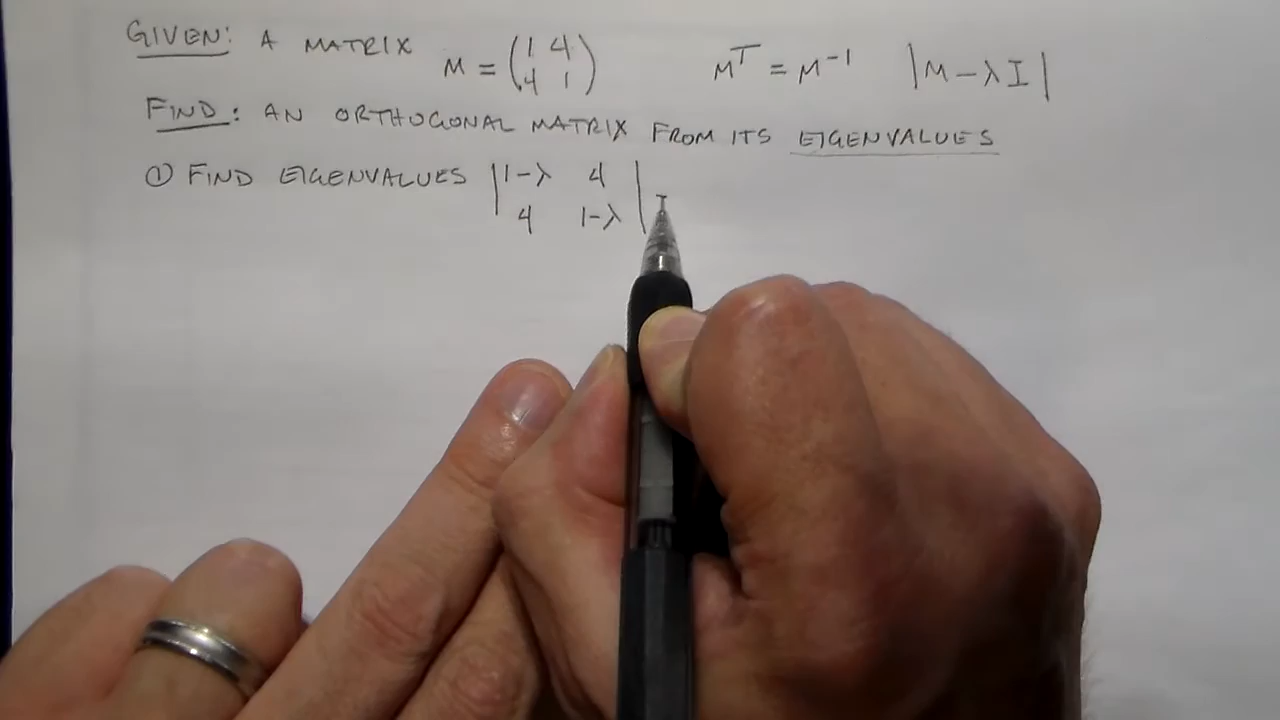 GIVEN: A MATRIX M = (1 4 M^T = M^-1 |M - λI|
4 1)
FIND: AN ORTHOGONAL MATRIX FROM ITS EIGENVALUES
① FIND EIGENVALUES |1-λ 4 |
4 1-λ